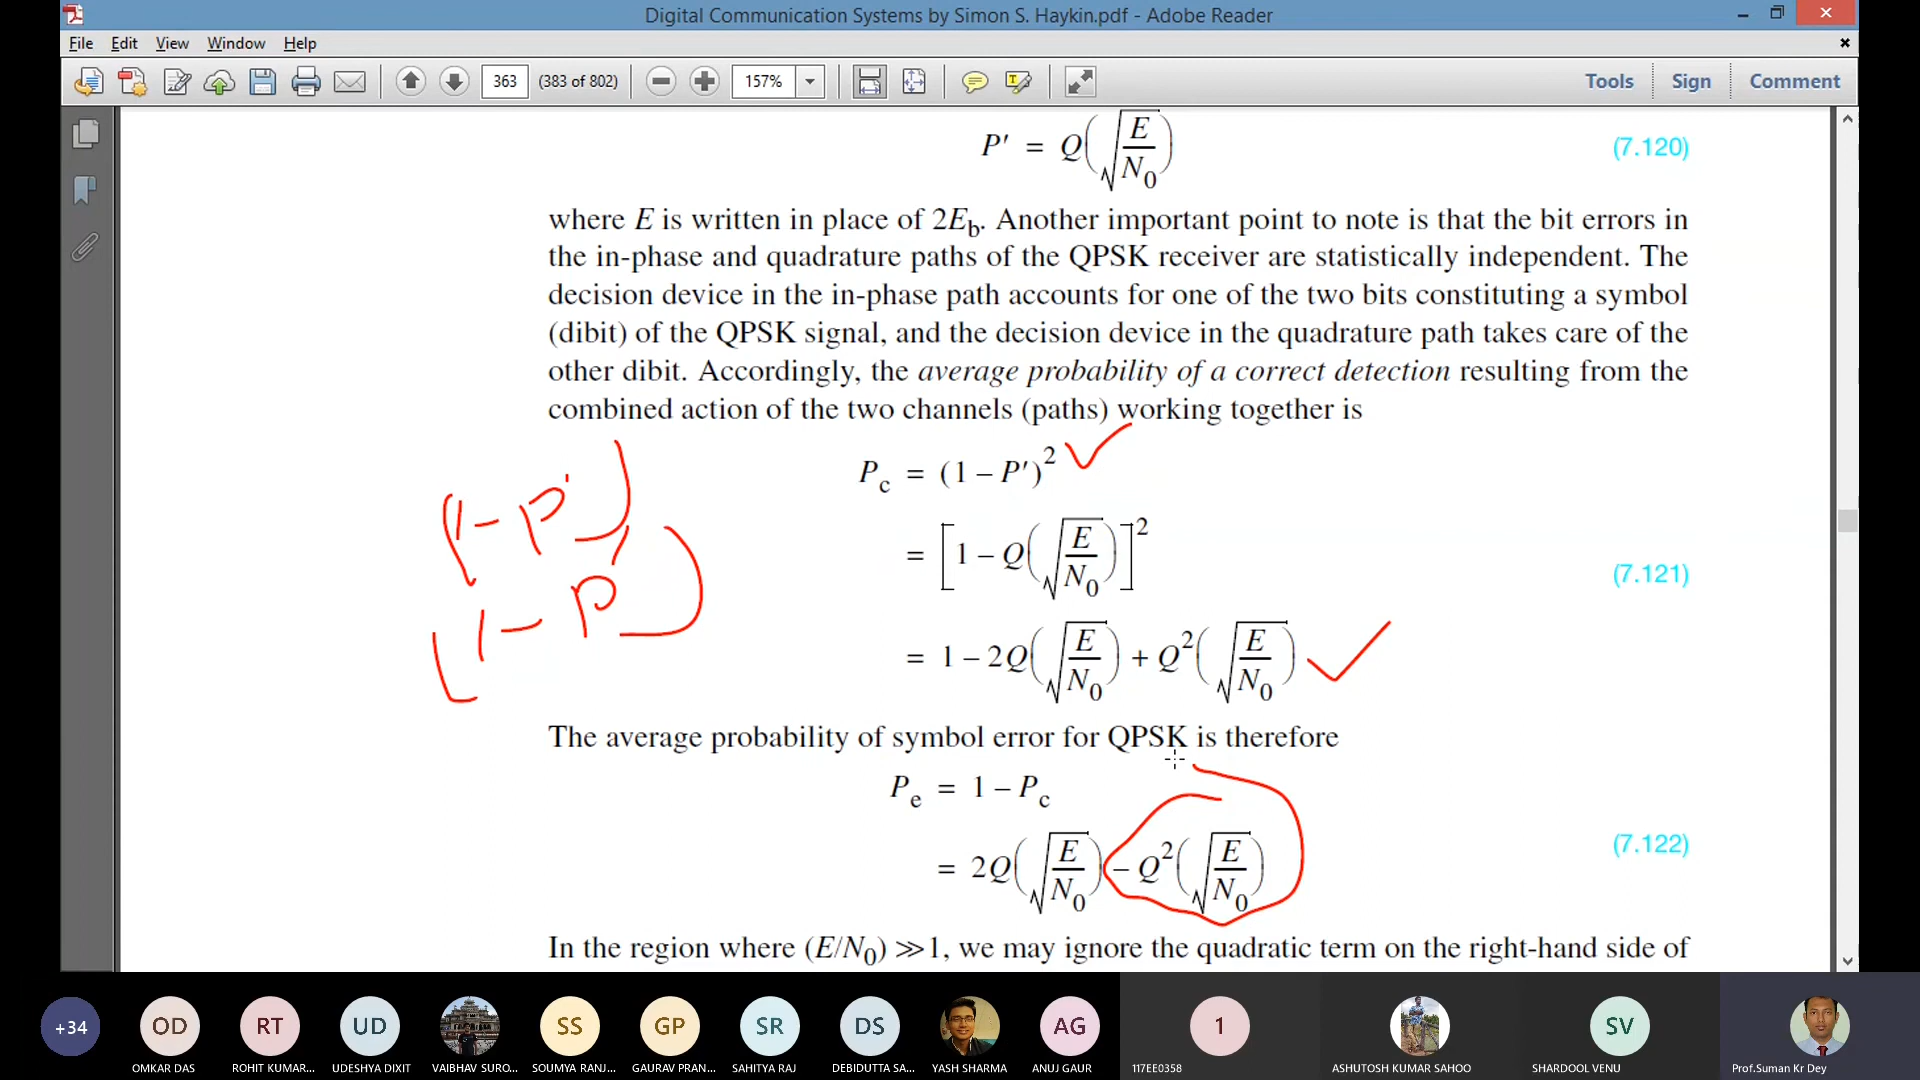 Digital Communication Systems by Simon S. Haykin.pdf - Adobe Reader
File Edit View Window Help
363 (383 of 802) 157% Tools Sign Comment
P′ = Q(√(E/N₀)) (7.120)
where E is written in place of 2E_b. Another important point to note is that the bit errors in
the in-phase and quadrature paths of the QPSK receiver are statistically independent. The
decision device in the in-phase path accounts for one of the two bits constituting a symbol
(dibit) of the QPSK signal, and the decision device in the quadrature path takes care of the
other dibit. Accordingly, the average probability of a correct detection resulting from the
combined action of the two channels (paths) working together is
P_c = (1 – P′)²
(1 - P')
= [1 – Q(√(E/N₀))]² (7.121)
(1 - P')
= 1 – 2Q(√(E/N₀)) + Q²(√(E/N₀))
The average probability of symbol error for QPSK is therefore
P_e = 1 – P_c
= 2Q(√(E/N₀)) – Q²(√(E/N₀)) (7.122)
In the region where (E/N₀) ≫ 1, we may ignore the quadratic term on the right-hand side of
+34 OD RT UD SS GP SR DS AG 1 SV
OMKAR DAS ROHIT KUMAR... UDESHYA DIXIT VAIBHAV SURO... SOUMYA RANJ... GAURAV PRAN... SAHITYA RAJ DEBIDUTTA SA... YASH SHARMA ANUJ GAUR 117EE0358 ASHUTOSH KUMAR SAHOO SHARDOOL VENU Prof.Suman Kr Dey